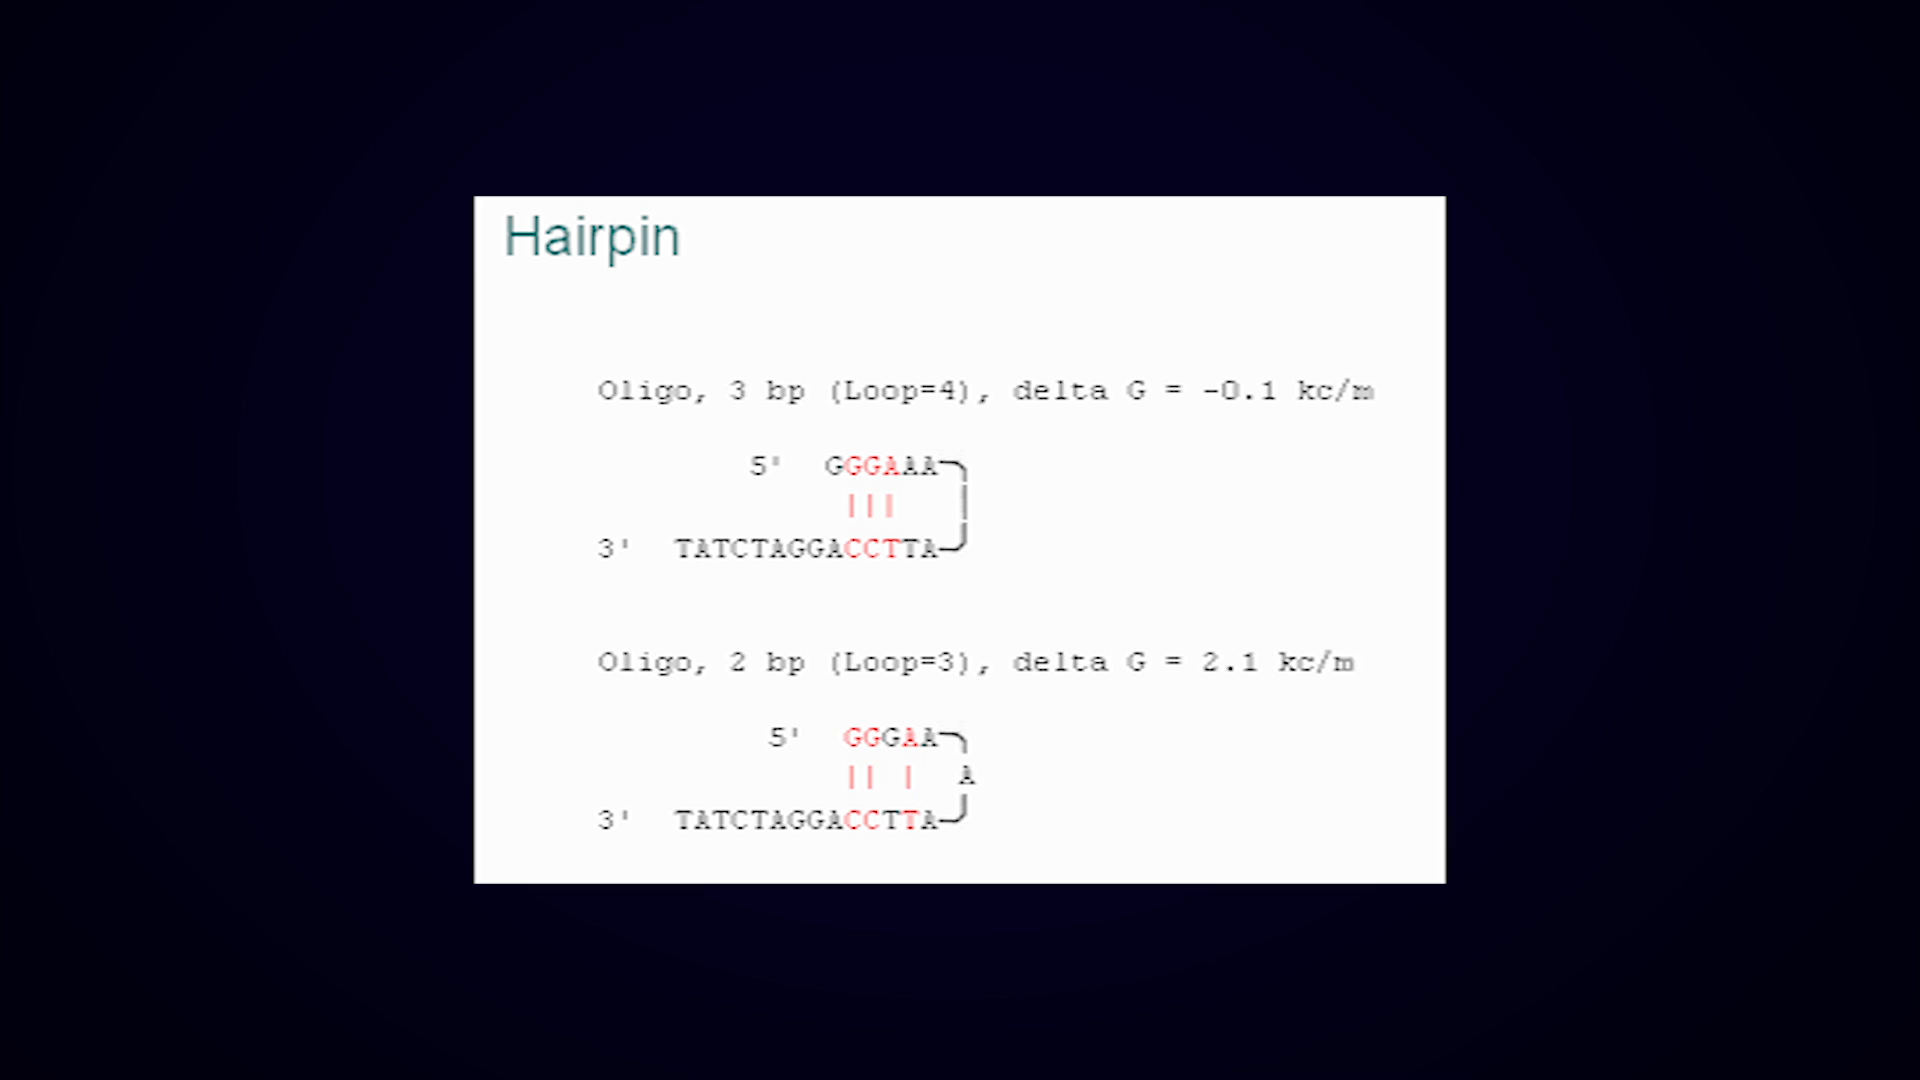 Hairpin
Oligo, 3 bp (Loop=4), delta G = -0.1 kc/m
5' GGGAAA
|||
3' TATCTAGGACCTTA
Oligo, 2 bp (Loop=3), delta G = 2.1 kc/m
5' GGGAA
|| | A
3' TATCTAGGACCTTA